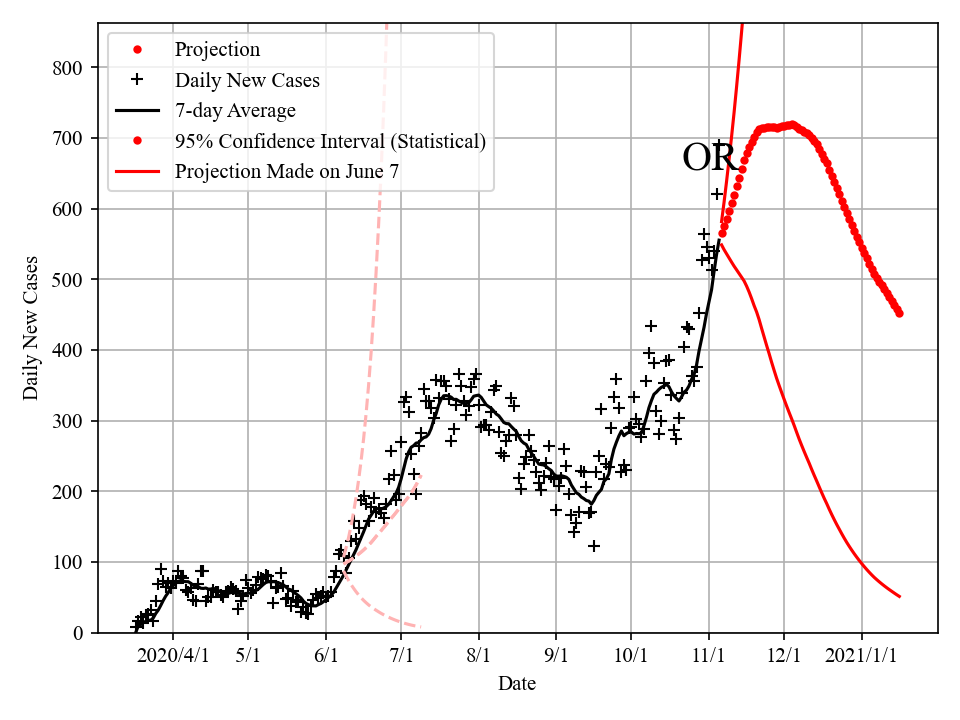 Projection
Daily New Cases
7-day Average
95% Confidence Interval (Statistical)
Projection Made on June 7
OR
800
700
600
500
400
300
200
100
0
Daily New Cases
2020/4/1 5/1 6/1 7/1 8/1 9/1 10/1 11/1 12/1 2021/1/1
Date